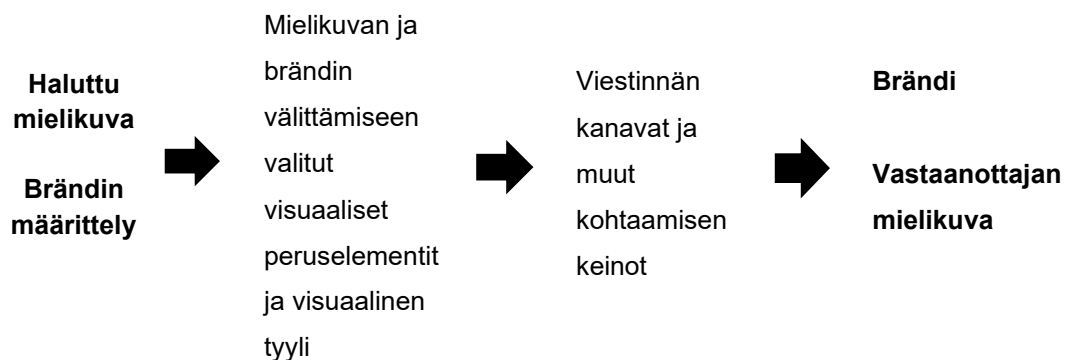 Haluttu
mielikuva
Brändin
määrittely
Mielikuvan ja
brändin
välittämiseen
valitut
visuaaliset
peruselementit
ja visuaalinen
tyyli
Viestinnän
kanavat ja
muut
kohtaamisen
keinot
Brändi
Vastaanottajan
mielikuva